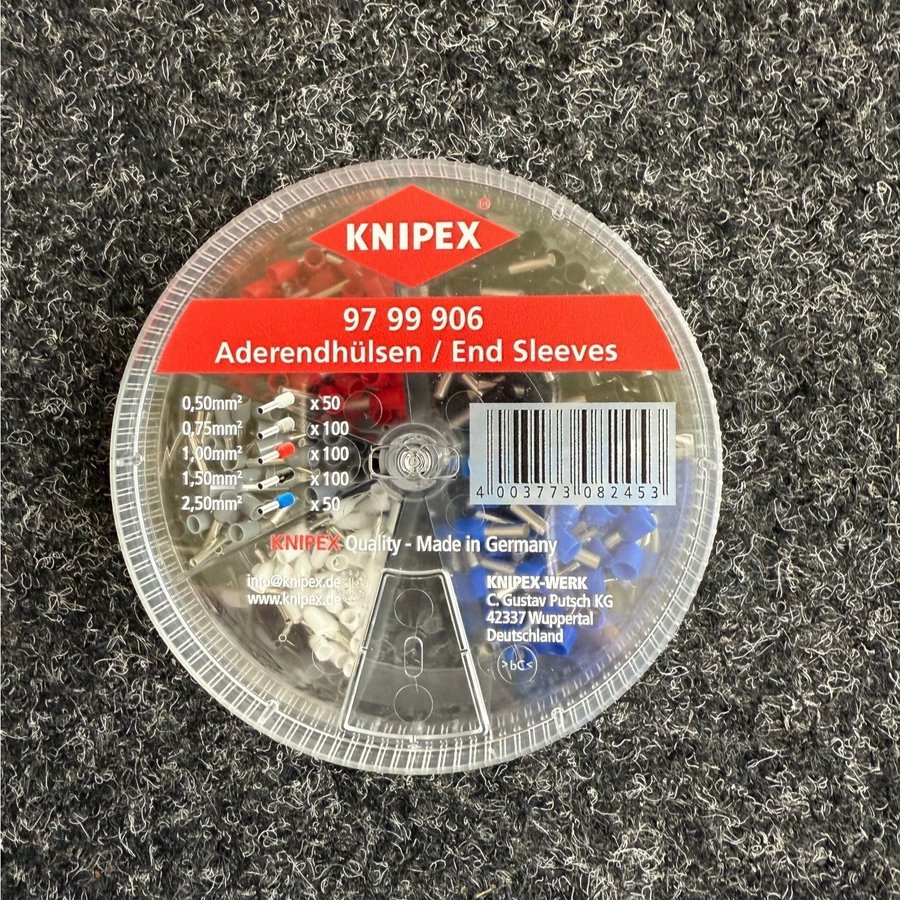 KNIPEX
97 99 906
Aderendhülsen / End Sleeves
0,50mm² x 50
0,75mm² x 100
1,00mm² x 100
1,50mm² x 100
2,50mm² x 50
4 003773 082453
KNIPEX Quality - Made in Germany
info@knipex.de
www.knipex.de
KNIPEX-WERK
C. Gustav Putsch KG
42337 Wuppertal
Deutschland
>PC<